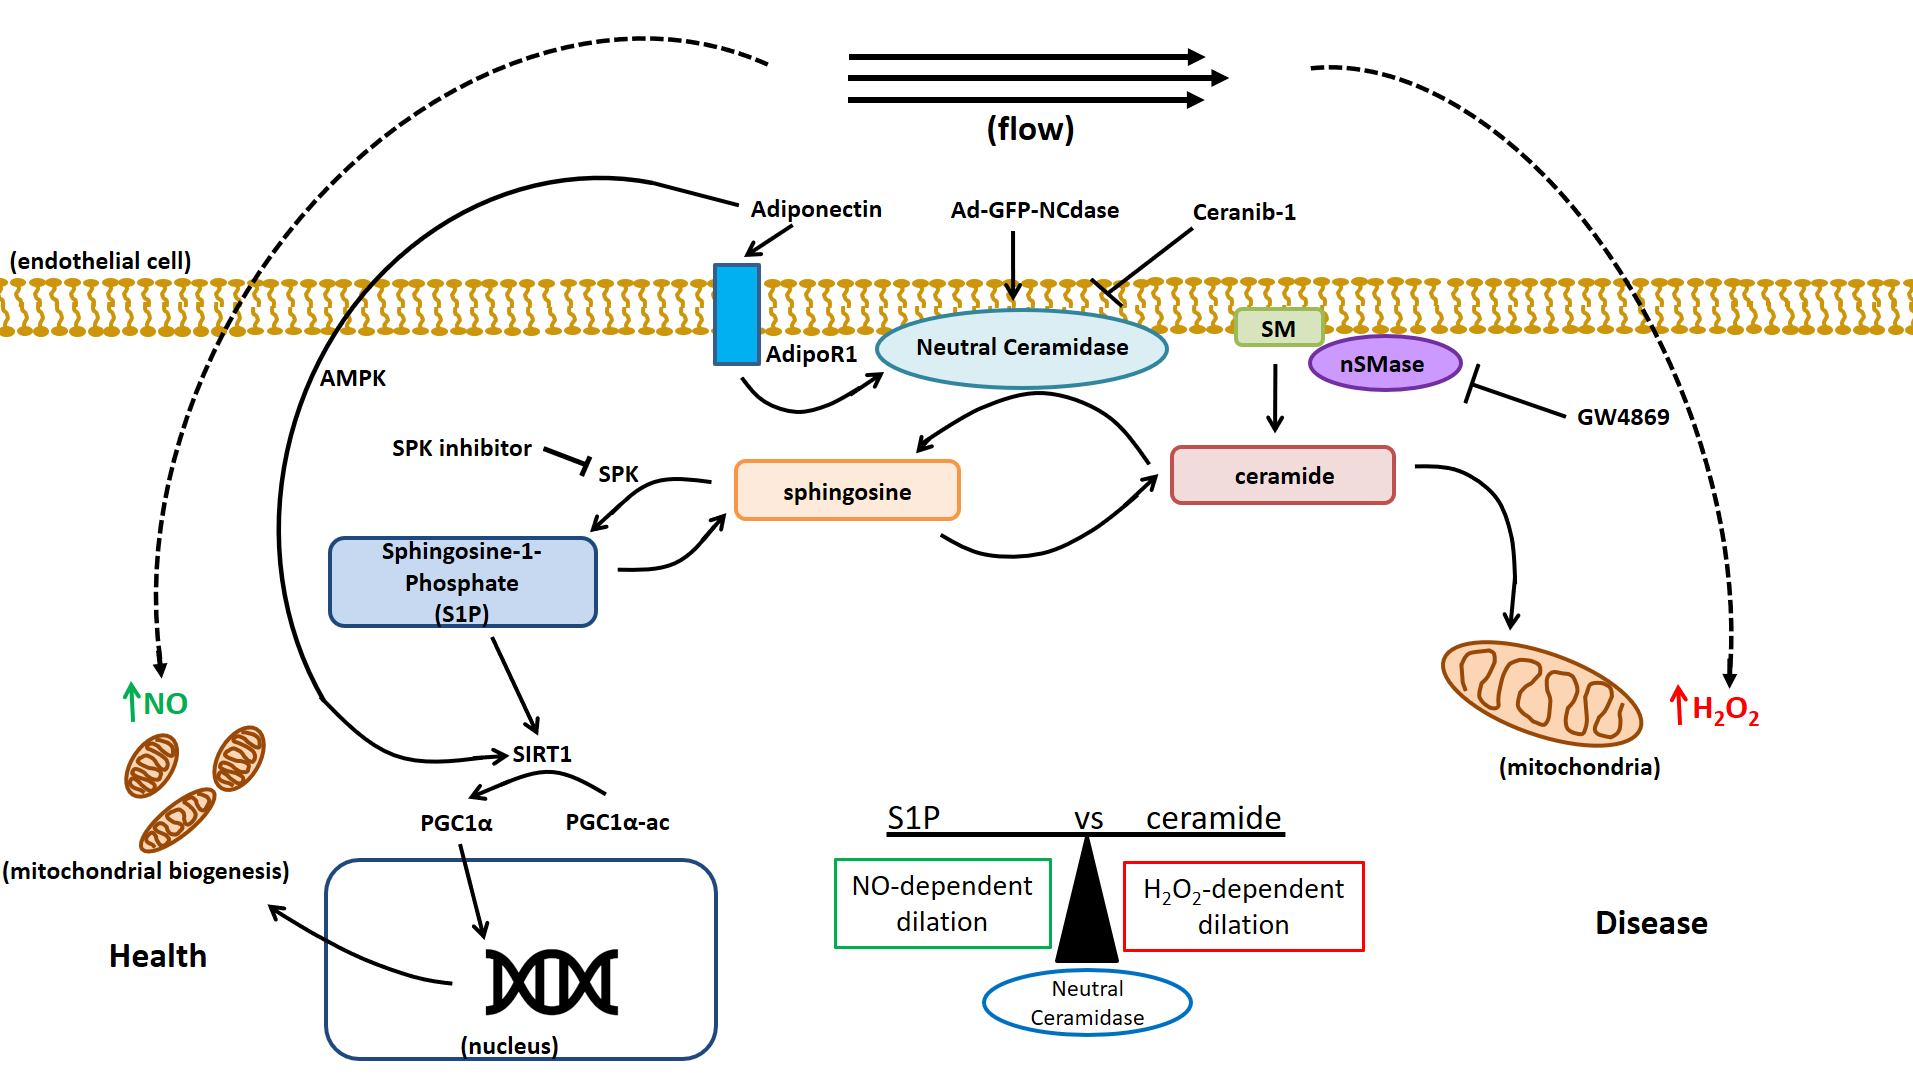 (flow)
Adiponectin
Ad-GFP-NCdase
Ceranib-1
(endothelial cell)
SM
Neutral Ceramidase
AdipoR1
nSMase
AMPK
GW4869
SPK inhibitor
SPK
sphingosine
ceramide
Sphingosine-1-
Phosphate
(S1P)
↑NO
↑H₂O₂
SIRT1
(mitochondria)
PGC1α
PGC1α-ac
S1P vs ceramide
(mitochondrial biogenesis)
NO-dependent
dilation
H₂O₂-dependent
dilation
Health
Disease
Neutral
Ceramidase
(nucleus)